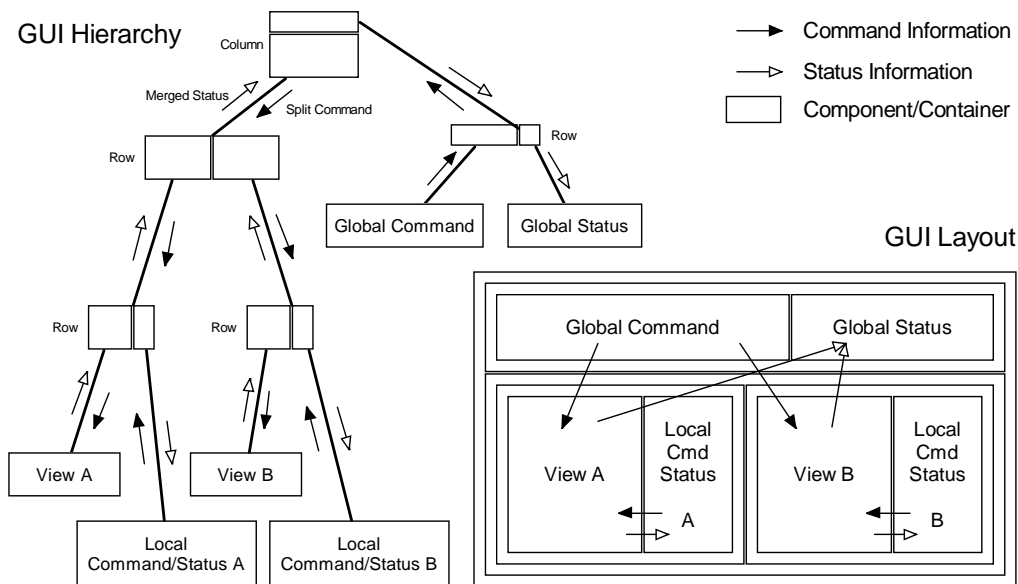 GUI Hierarchy
Column
Merged Status
Split Command
Row
Row
Global Command
Global Status
Row
Row
View A
View B
Local
Command/Status A
Local
Command/Status B
Command Information
Status Information
Component/Container
GUI Layout
Global Command
Global Status
View A
Local
Cmd
Status
A
View B
Local
Cmd
Status
B